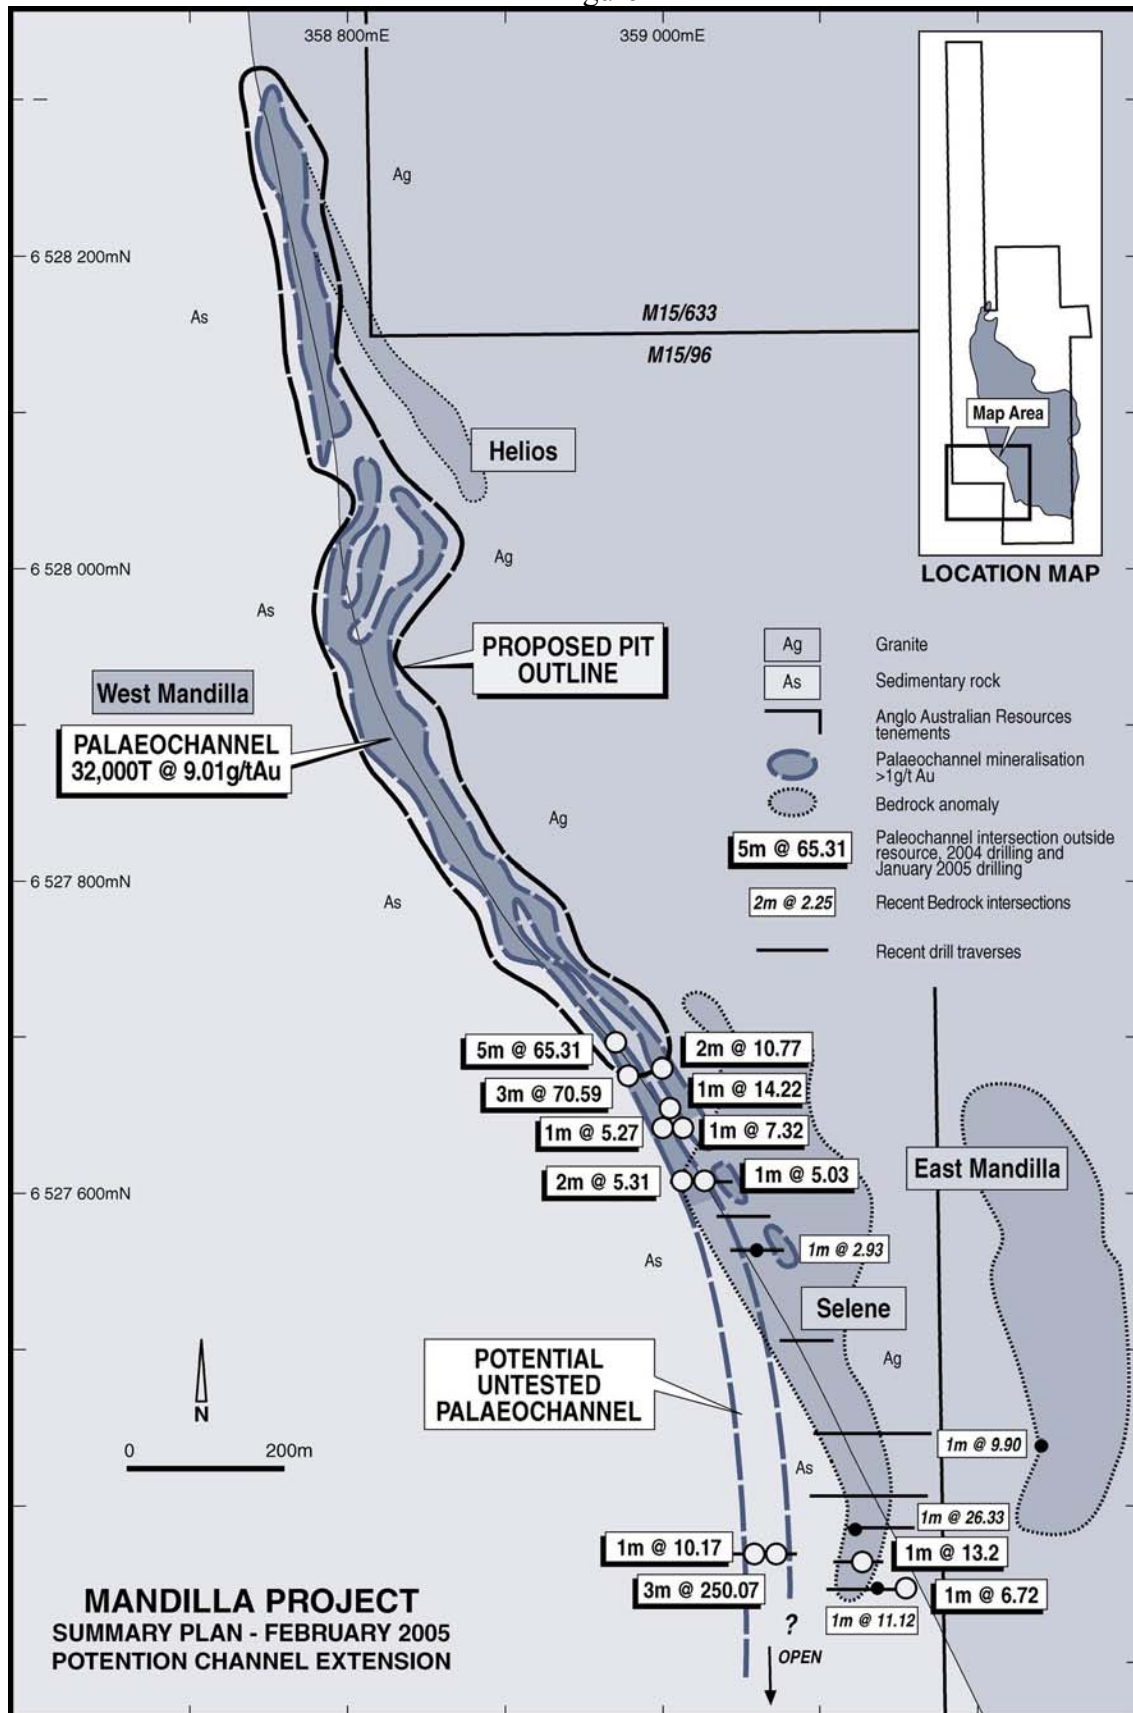 358 800mE
359 000mE
Ag
6 528 200mN
As
M15/633
M15/96
Map Area
Helios
LOCATION MAP
6 528 000mN
Ag
As
PROPOSED PIT
OUTLINE
West Mandilla
PALAEOCHANNEL
32,000T @ 9.01g/tAu
Ag
Granite
As
Sedimentary rock
Anglo Australian Resources
tenements
Palaeochannel mineralisation
>1g/t Au
Bedrock anomaly
5m @ 65.31
Paleochannel intersection outside
resource, 2004 drilling and
January 2005 drilling
2m @ 2.25
Recent Bedrock intersections
Recent drill traverses
Ag
6 527 800mN
As
5m @ 65.31
2m @ 10.77
3m @ 70.59
1m @ 14.22
1m @ 5.27
1m @ 7.32
2m @ 5.31
1m @ 5.03
East Mandilla
6 527 600mN
As
1m @ 2.93
Selene
Ag
POTENTIAL
UNTESTED
PALAEOCHANNEL
N
0
200m
1m @ 9.90
As
1m @ 26.33
1m @ 10.17
1m @ 13.2
3m @ 250.07
1m @ 6.72
1m @ 11.12
?
OPEN
MANDILLA PROJECT
SUMMARY PLAN - FEBRUARY 2005
POTENTION CHANNEL EXTENSION